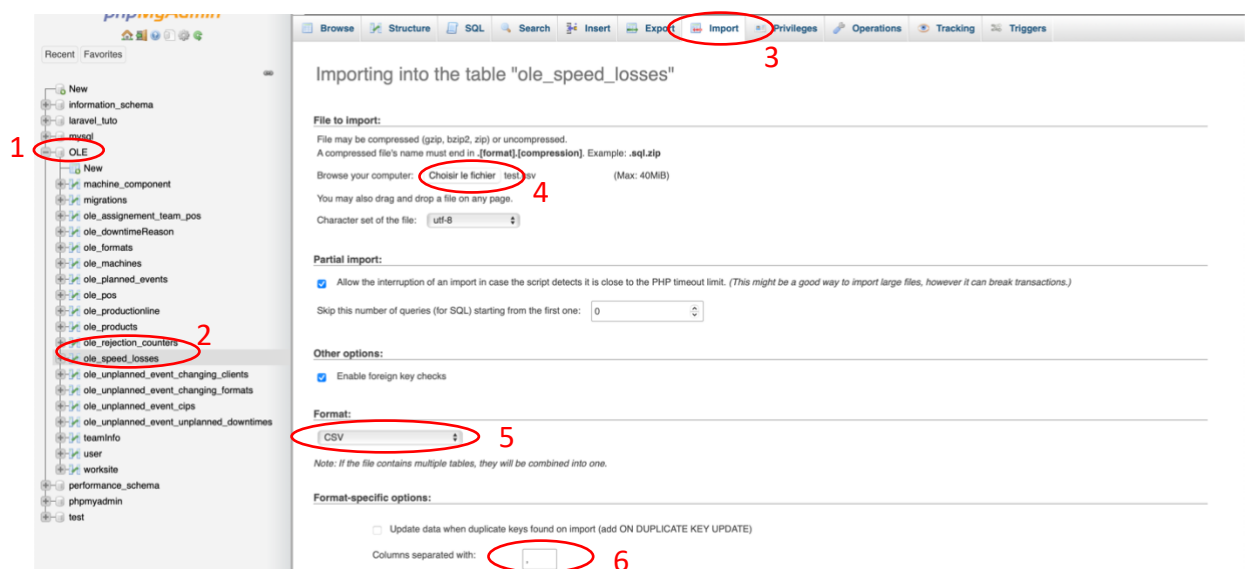 phpMyAdmin
Recent Favorites
New
information_schema
laravel_tuto
mysql
1
OLE
New
machine_component
migrations
ole_assignement_team_pos
ole_downtimeReason
ole_formats
ole_machines
ole_planned_events
ole_pos
ole_productionline
ole_products
2
ole_rejection_counters
ole_speed_losses
ole_unplanned_event_changing_clients
ole_unplanned_event_changing_formats
ole_unplanned_event_cips
ole_unplanned_event_unplanned_downtimes
teamInfo
user
worksite
performance_schema
phpmyadmin
test
Browse Structure SQL Search Insert Export Import Privileges Operations Tracking Triggers
3
Importing into the table "ole_speed_losses"
File to import:
File may be compressed (gzip, bzip2, zip) or uncompressed.
A compressed file's name must end in .[format].[compression]. Example: .sql.zip
Browse your computer: Choisir le fichier test.csv (Max: 40MiB)
4
You may also drag and drop a file on any page.
Character set of the file: utf-8
Partial import:
Allow the interruption of an import in case the script detects it is close to the PHP timeout limit. (This might be a good way to import large files, however it can break transactions.)
Skip this number of queries (for SQL) starting from the first one: 0
Other options:
Enable foreign key checks
Format:
CSV
5
Note: If the file contains multiple tables, they will be combined into one.
Format-specific options:
Update data when duplicate keys found on import (add ON DUPLICATE KEY UPDATE)
Columns separated with: ,
6